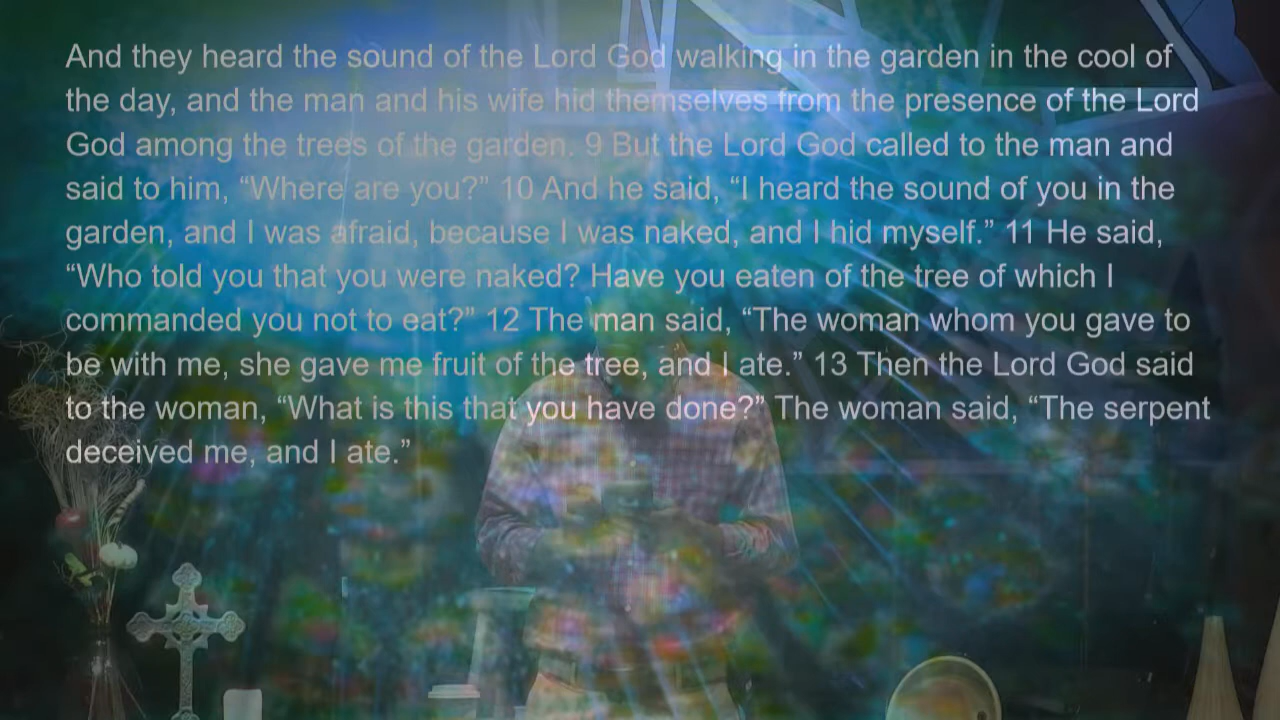 And they heard the sound of the Lord God walking in the garden in the cool of
the day, and the man and his wife hid themselves from the presence of the Lord
God among the trees of the garden. 9 But the Lord God called to the man and
said to him, “Where are you?” 10 And he said, “I heard the sound of you in the
garden, and I was afraid, because I was naked, and I hid myself.” 11 He said,
“Who told you that you were naked? Have you eaten of the tree of which I
commanded you not to eat?” 12 The man said, “The woman whom you gave to
be with me, she gave me fruit of the tree, and I ate.” 13 Then the Lord God said
to the woman, “What is this that you have done?” The woman said, “The serpent
deceived me, and I ate.”